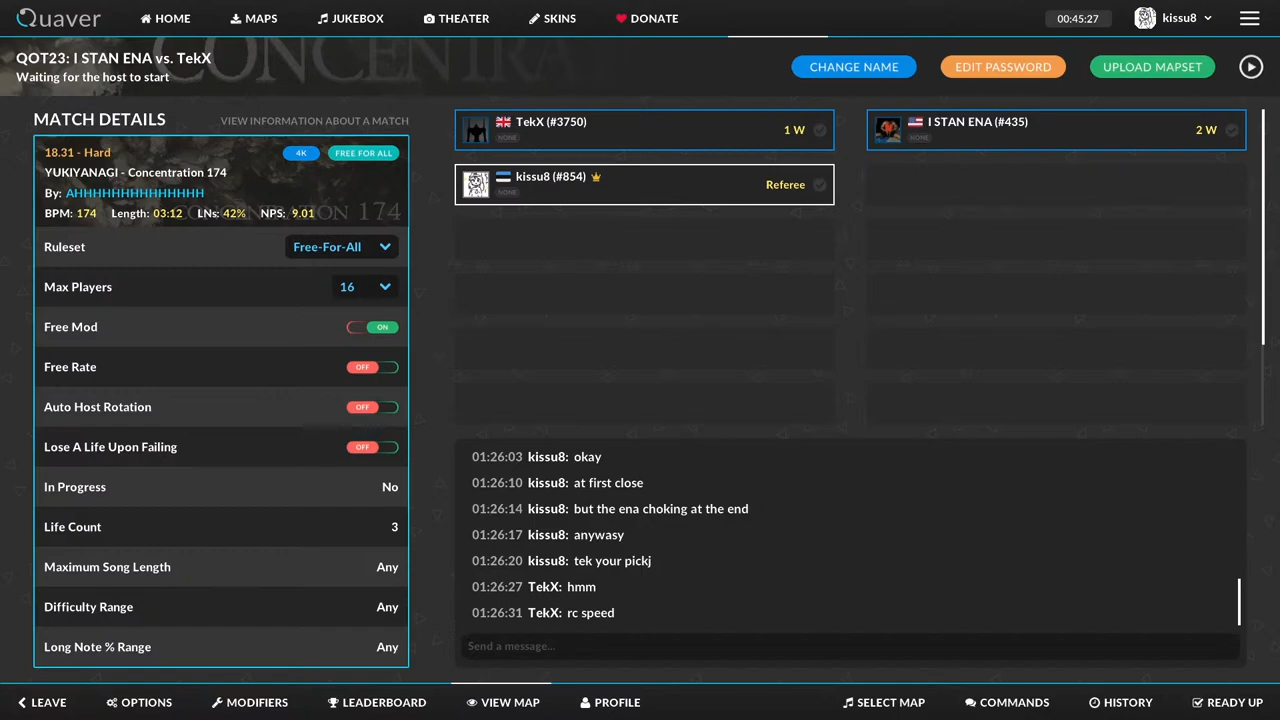 Quaver HOME MAPS JUKEBOX THEATER SKINS DONATE 00:45:27 kissu8
QOT23: I STAN ENA vs. TekX
Waiting for the host to start
CHANGE NAME EDIT PASSWORD UPLOAD MAPSET
MATCH DETAILS VIEW INFORMATION ABOUT A MATCH
18.31 - Hard 4K FREE FOR ALL
YUKIYANAGI - Concentration 174
By: AHHHHHHHHHHHHHHH
BPM: 174 Length: 03:12 LNs: 42% NPS: 9.01
Ruleset Free-For-All
Max Players 16
Free Mod ON
Free Rate OFF
Auto Host Rotation OFF
Lose A Life Upon Failing OFF
In Progress No
Life Count 3
Maximum Song Length Any
Difficulty Range Any
Long Note % Range Any
TekX (#3750)
NONE
1 W
I STAN ENA (#435)
NONE
2 W
kissu8 (#854)
NONE
Referee
01:26:03 kissu8: okay
01:26:10 kissu8: at first close
01:26:14 kissu8: but the ena choking at the end
01:26:17 kissu8: anywasy
01:26:20 kissu8: tek your pickj
01:26:27 TekX: hmm
01:26:31 TekX: rc speed
Send a message...
LEAVE OPTIONS MODIFIERS LEADERBOARD VIEW MAP PROFILE SELECT MAP COMMANDS HISTORY READY UP